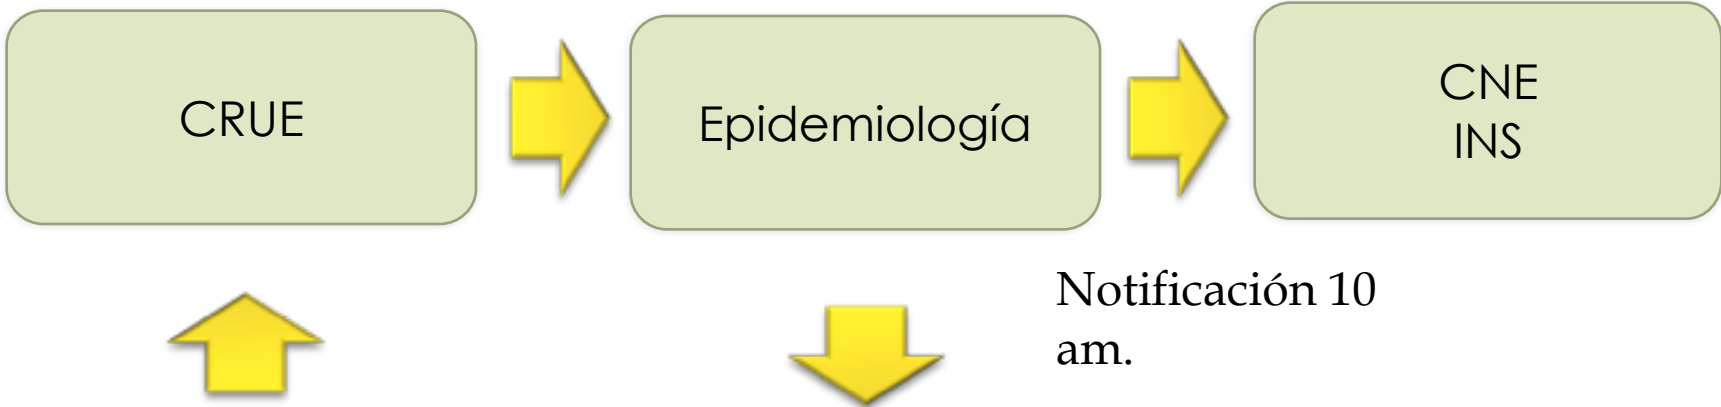 CRUE
Epidemiología
CNE
INS
Notificación 10
am.